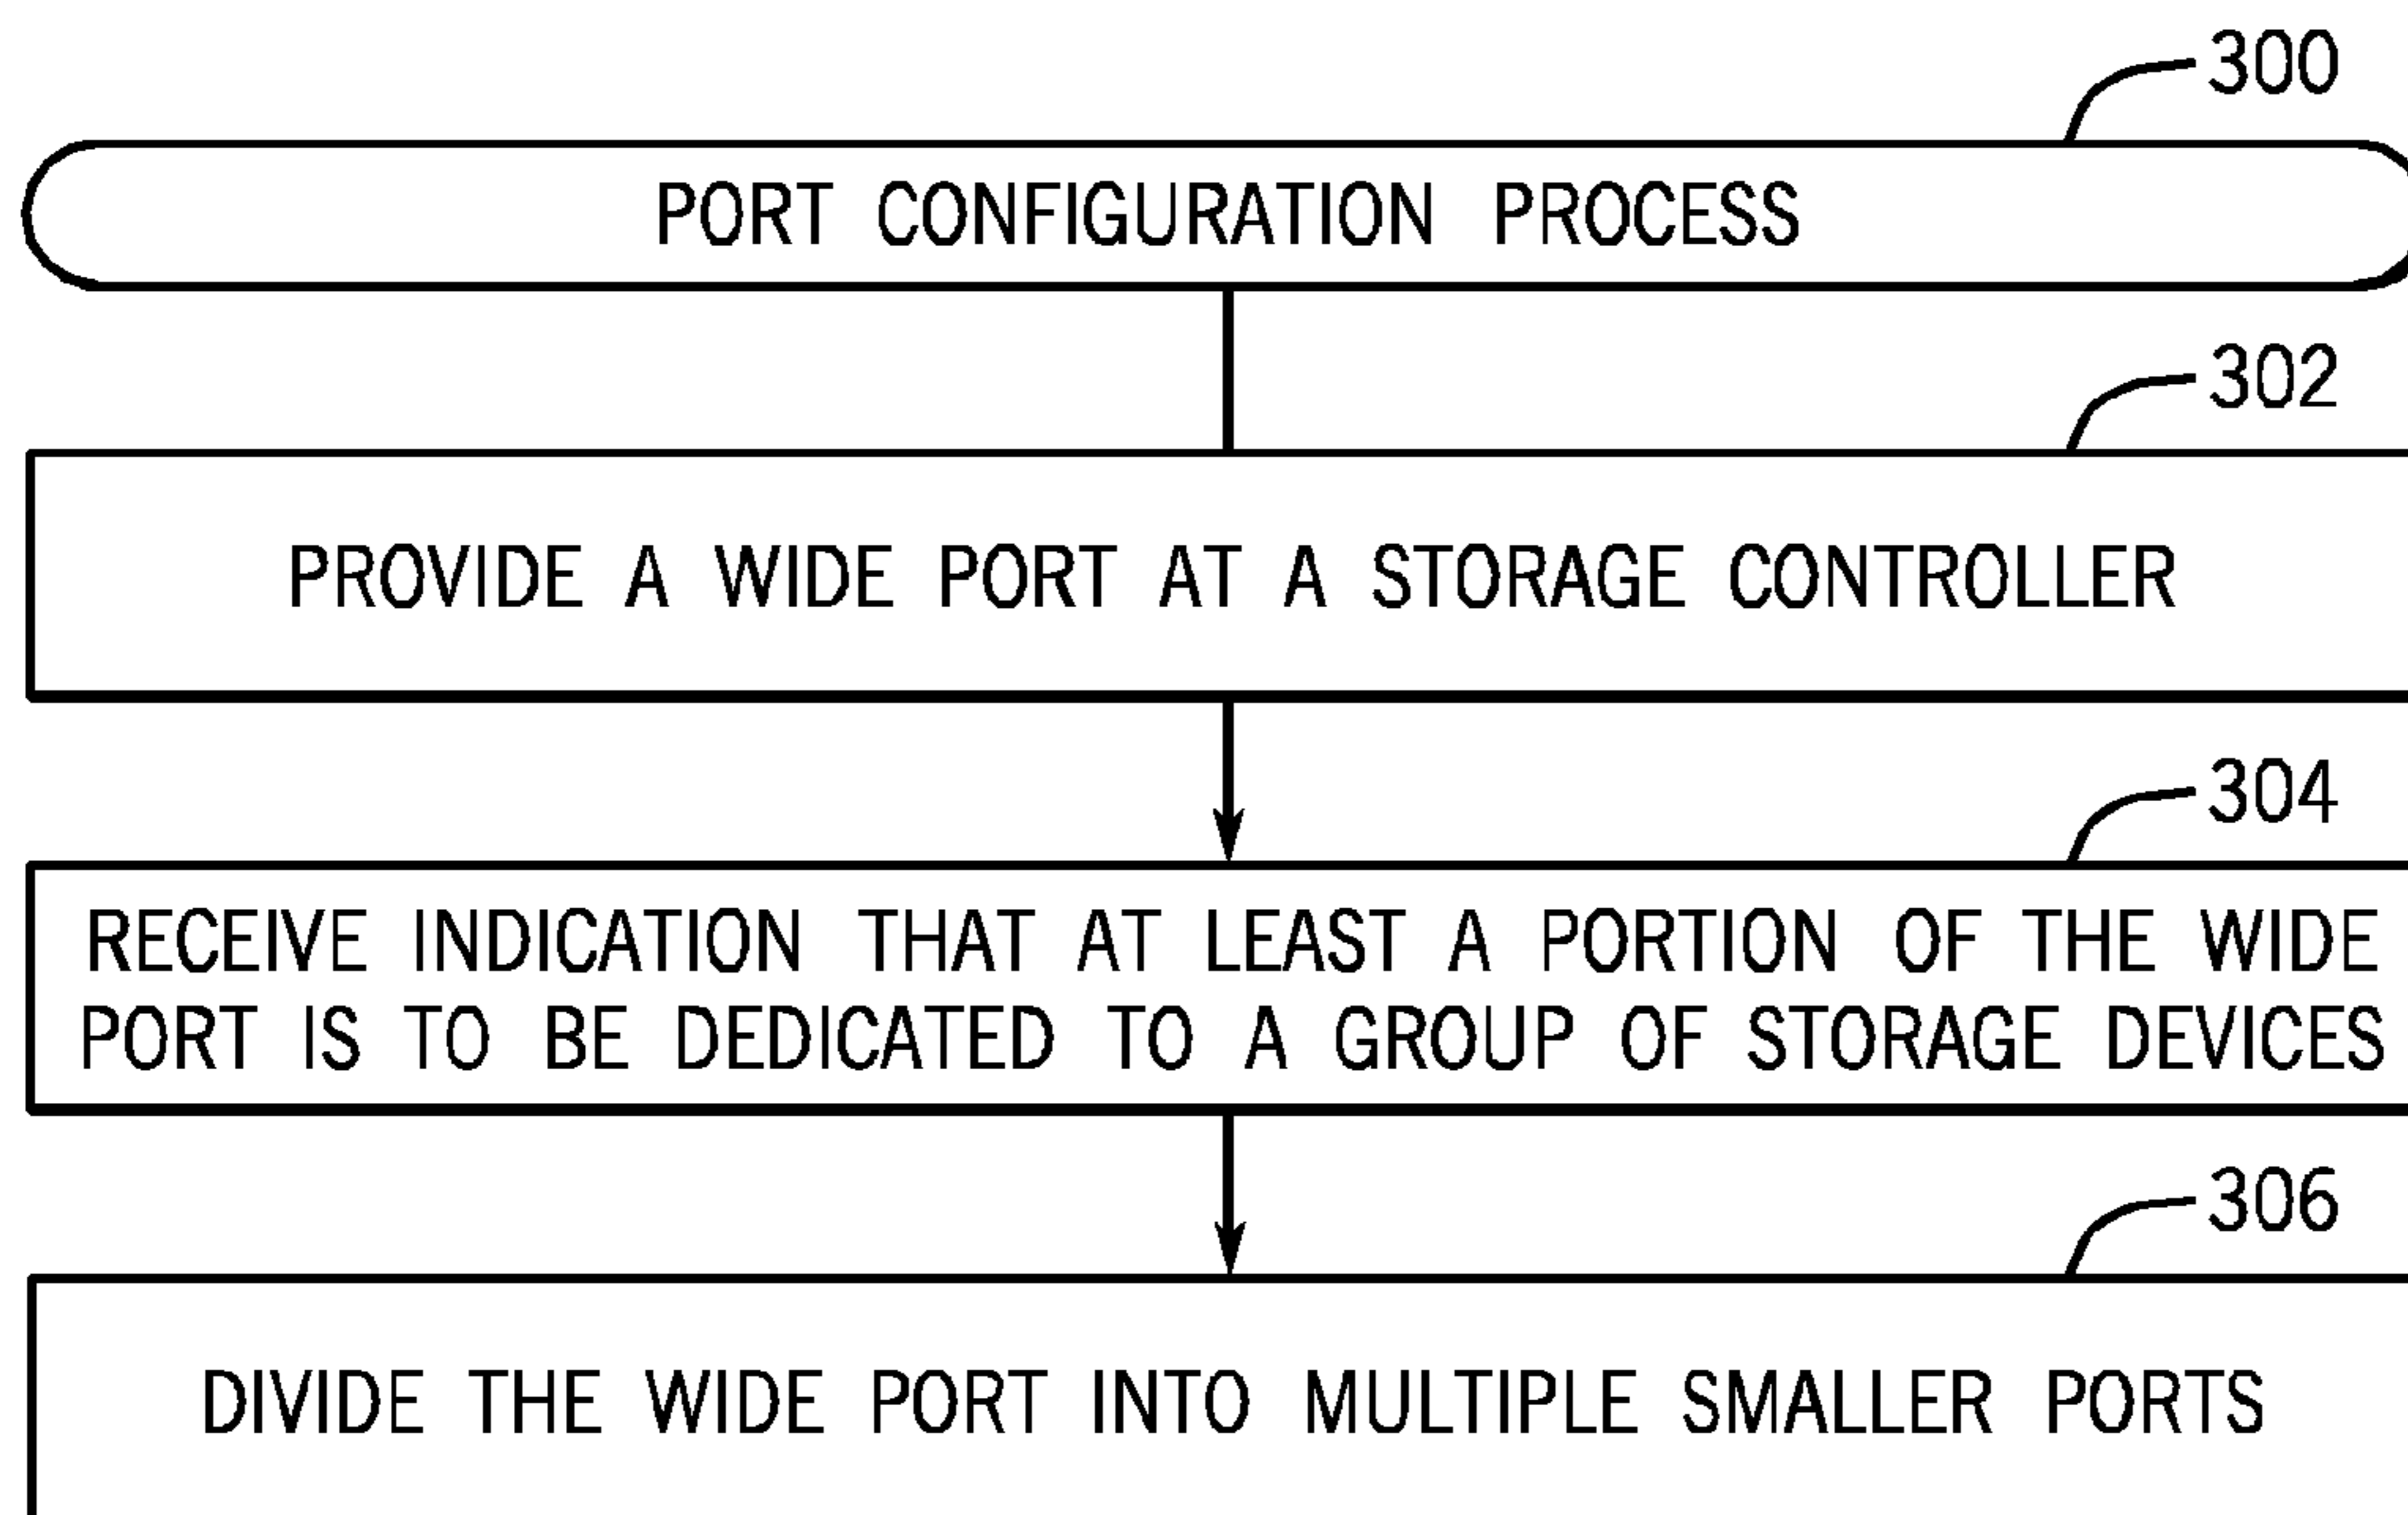 300
PORT CONFIGURATION PROCESS
302
PROVIDE A WIDE PORT AT A STORAGE CONTROLLER
304
RECEIVE INDICATION THAT AT LEAST A PORTION OF THE WIDE
PORT IS TO BE DEDICATED TO A GROUP OF STORAGE DEVICES
306
DIVIDE THE WIDE PORT INTO MULTIPLE SMALLER PORTS